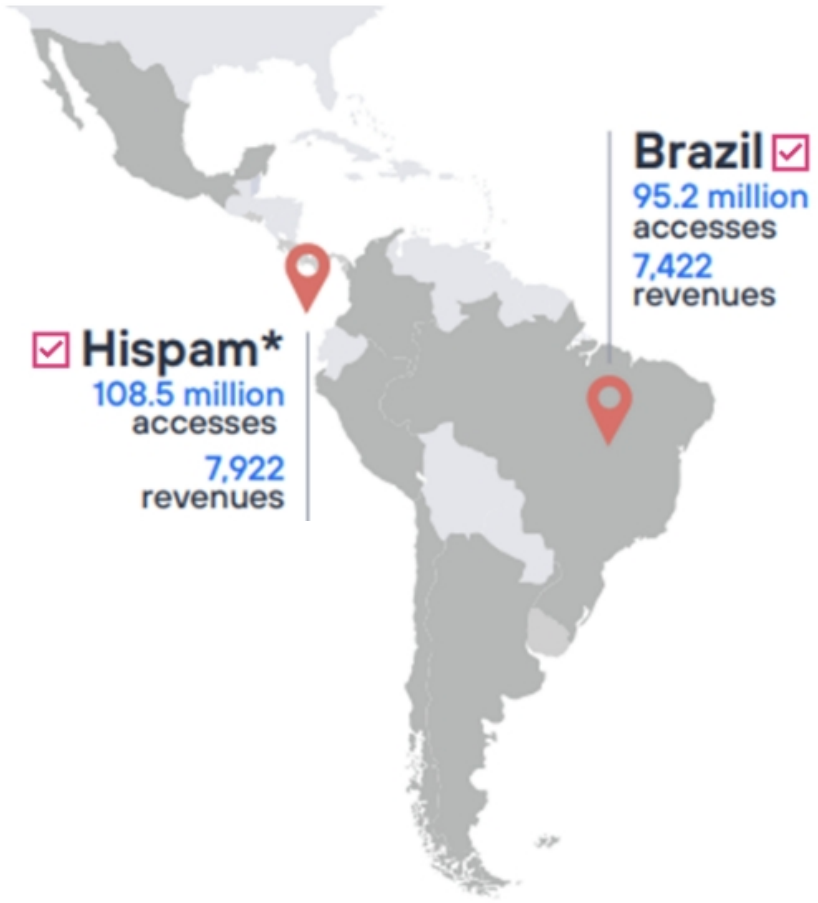 Brazil
95.2 million
accesses
7,422
revenues
Hispam*
108.5 million
accesses
7,922
revenues